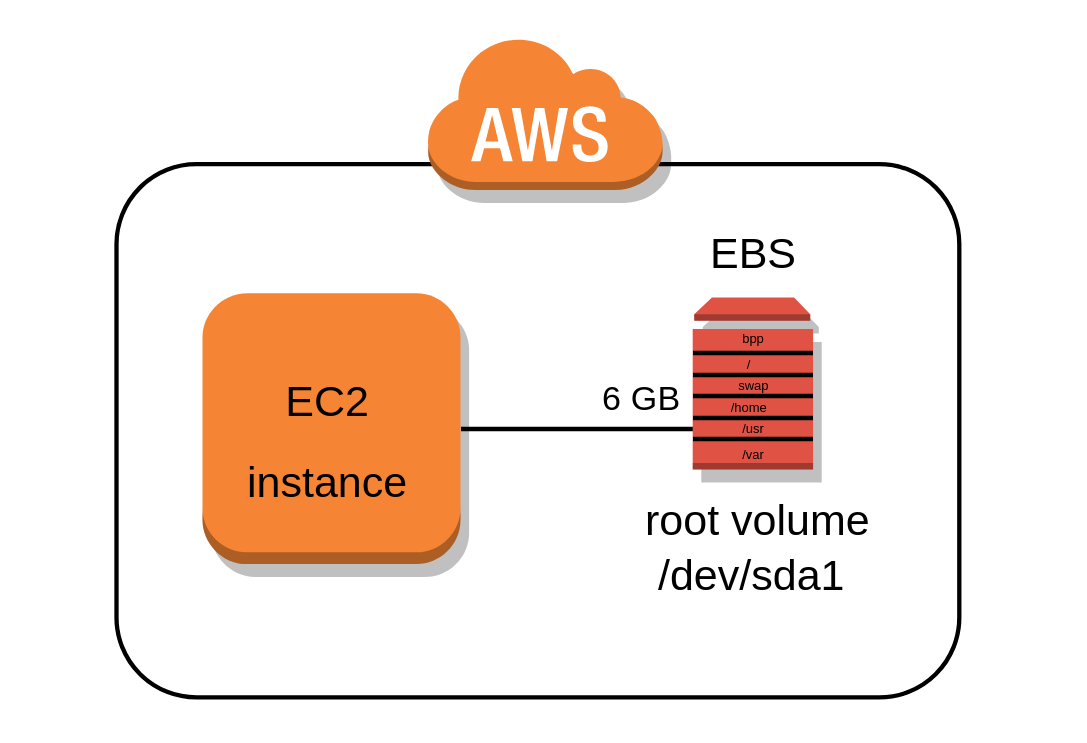 AWS
EBS
bpp
/
swap
/home
/usr
/var
6 GB
EC2
instance
root volume
/dev/sda1